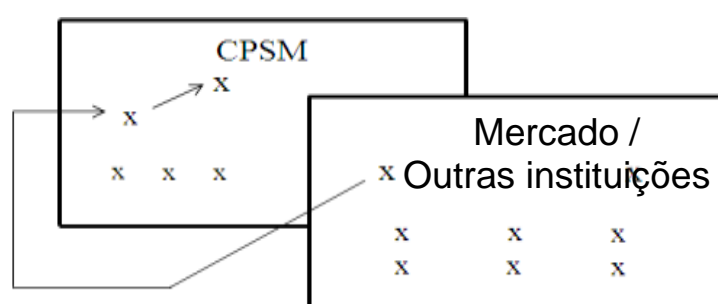 CPSM
x
x
Mercado /
x Outras instituições x
x x x
x x x
x x x